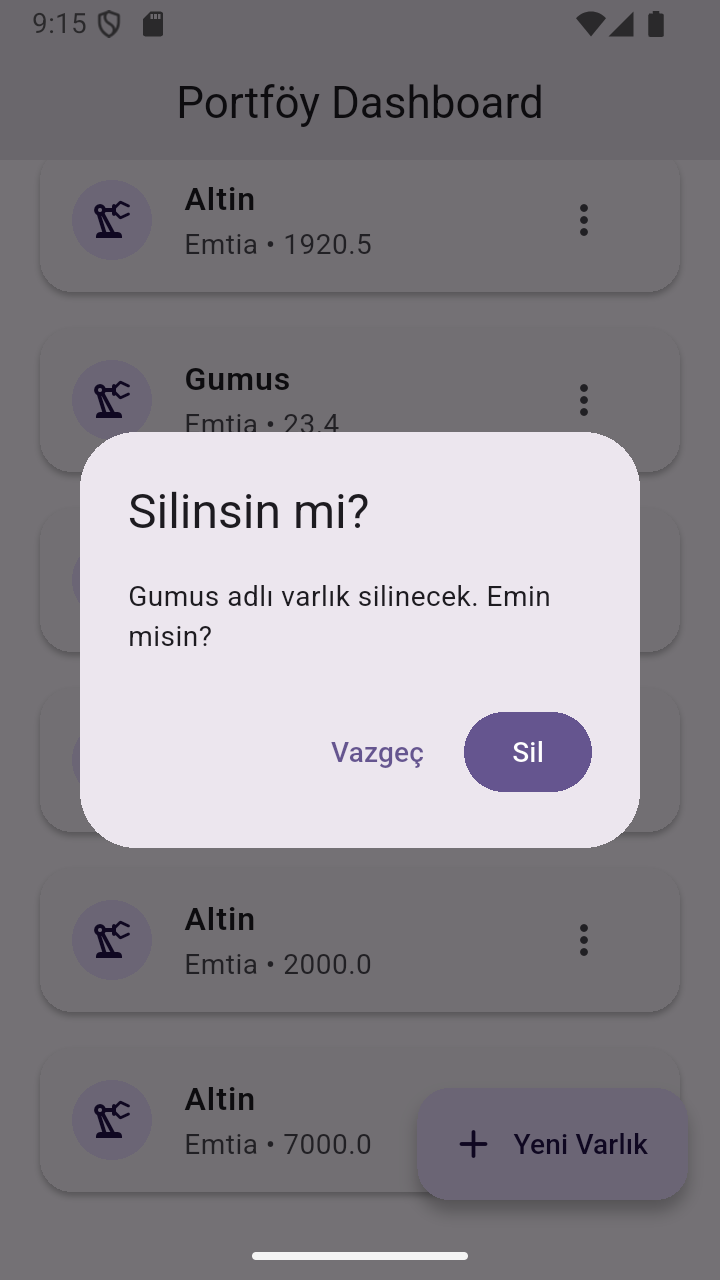 9:15
Portföy Dashboard
Altin
Emtia • 1920.5
Gumus
Emtia • 23.4
Silinsin mi?
Gumus adlı varlık silinecek. Emin
misin?
Vazgeç
Sil
Altin
Emtia • 2000.0
Altin
Emtia • 7000.0
Yeni Varlık